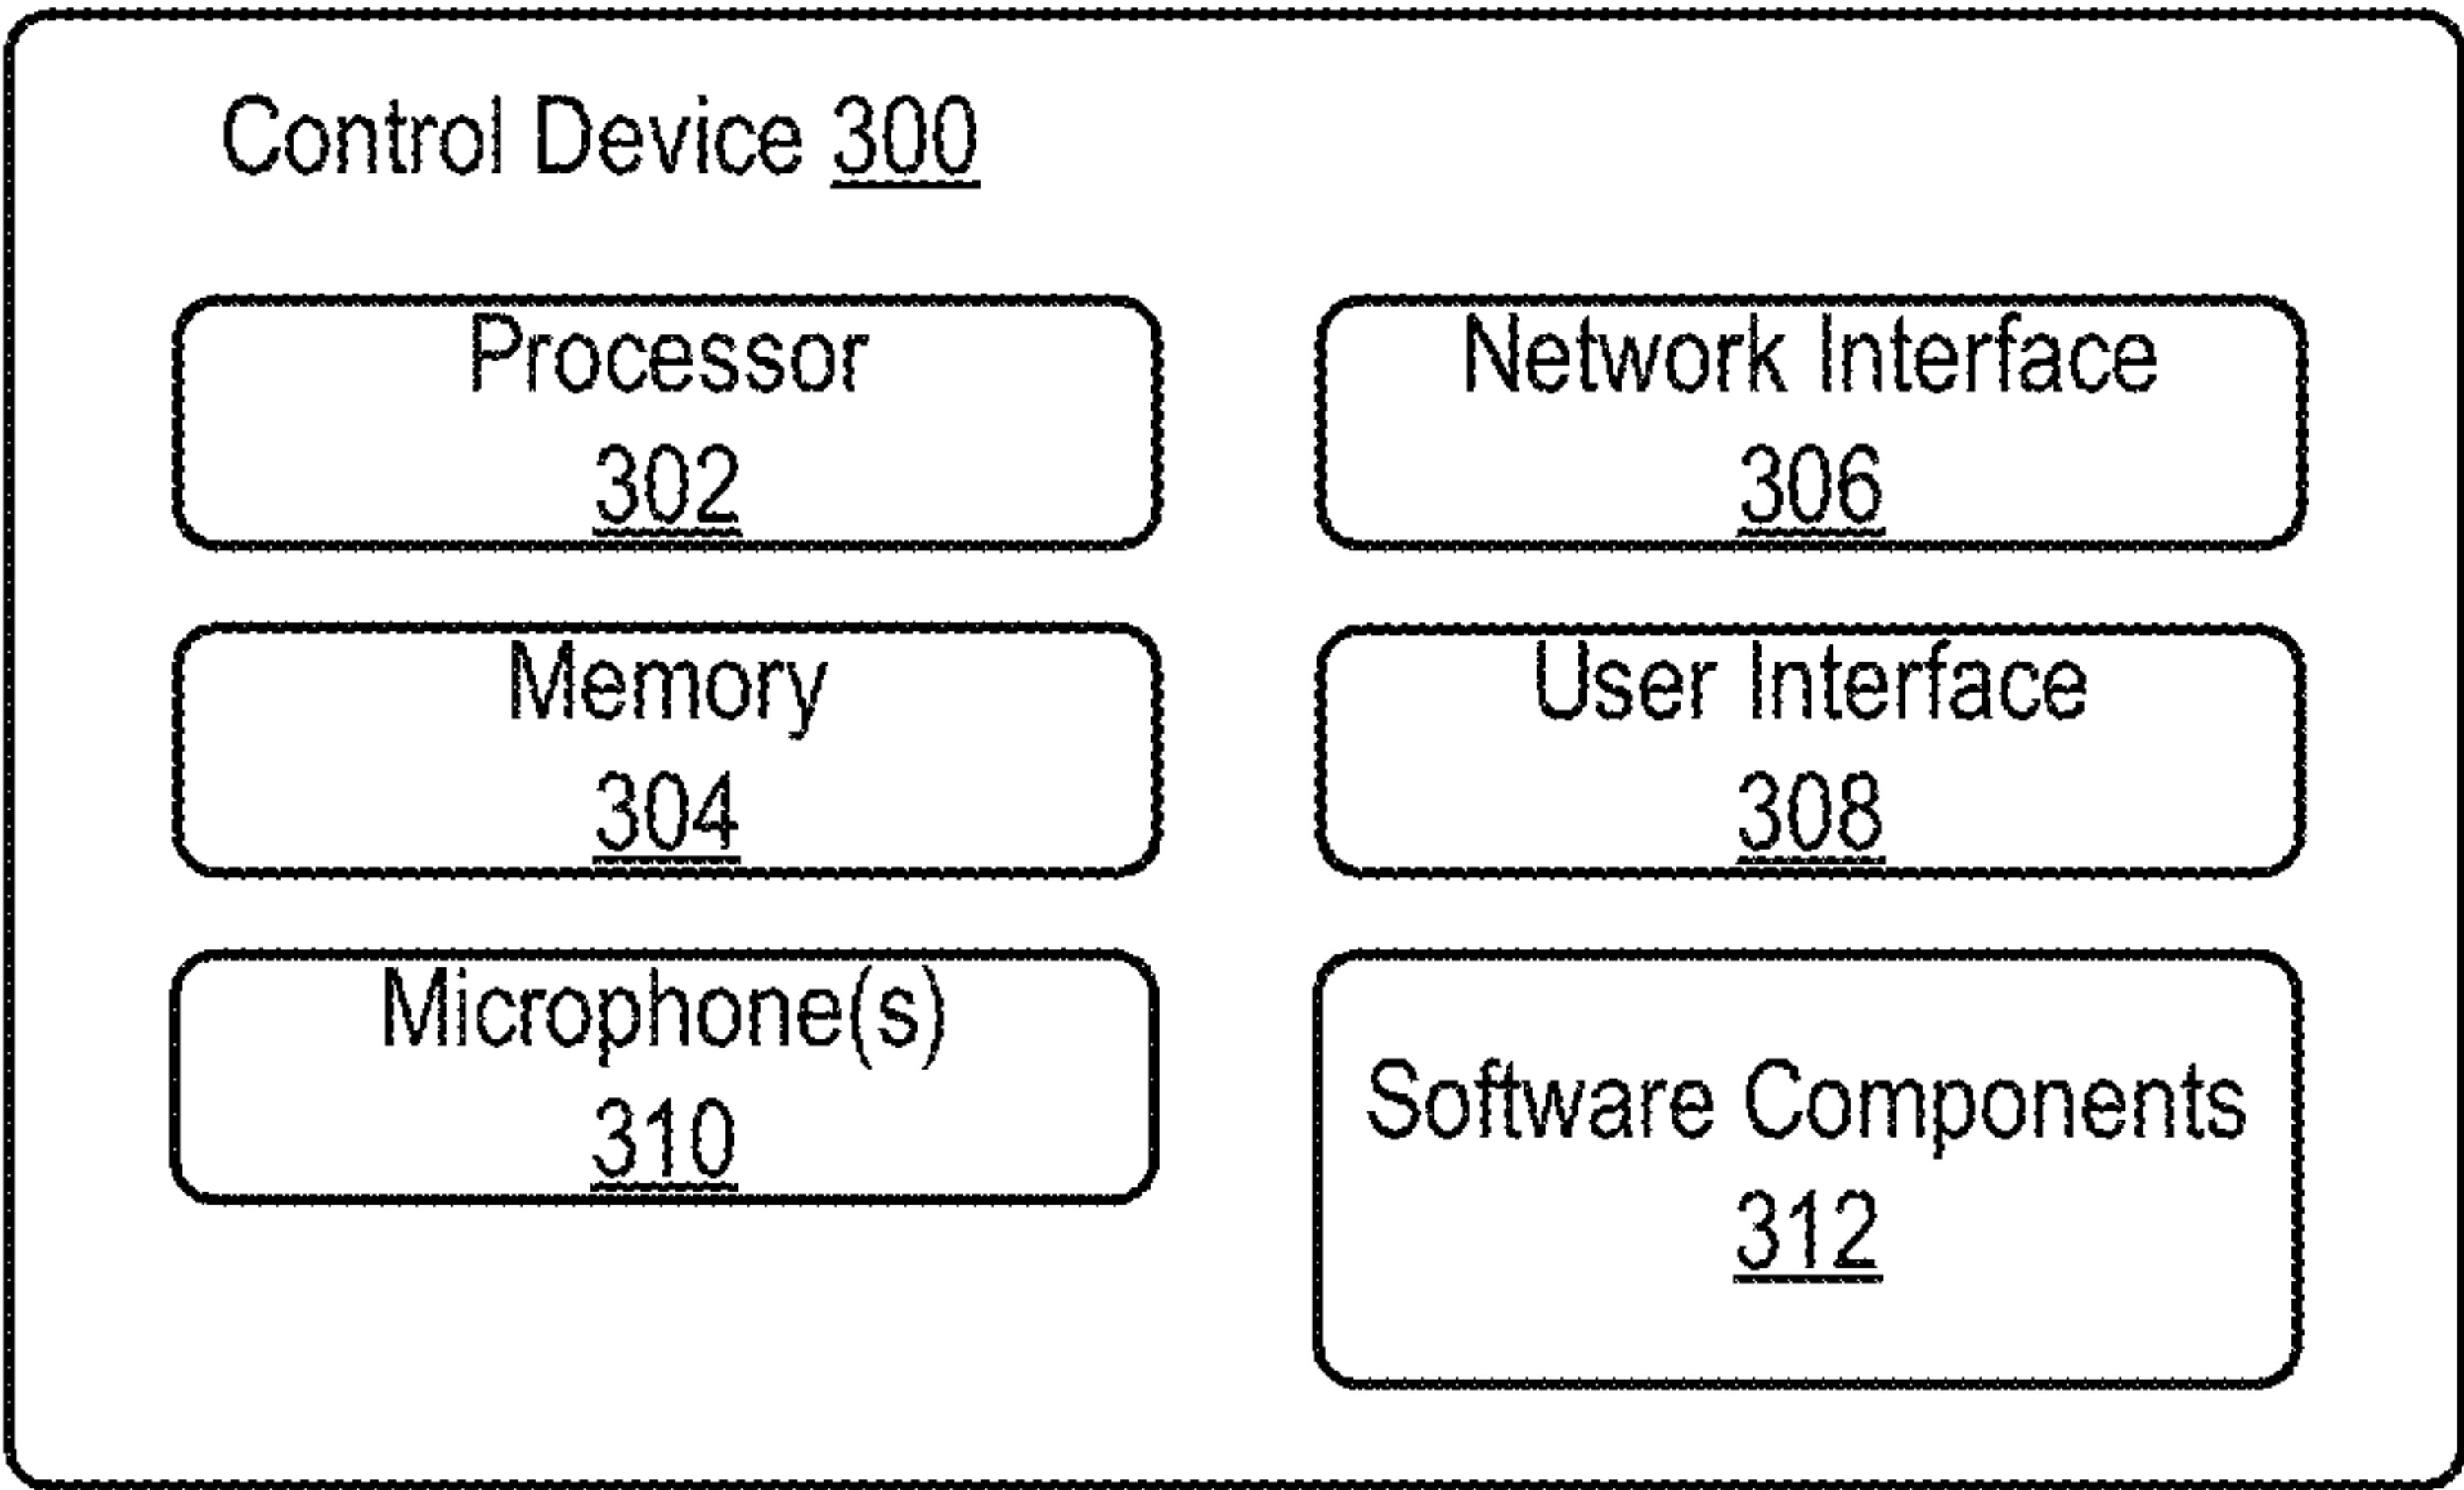 Control Device 300
Processor
302
Network Interface
306
Memory
304
User Interface
308
Microphone(s)
310
Software Components
312